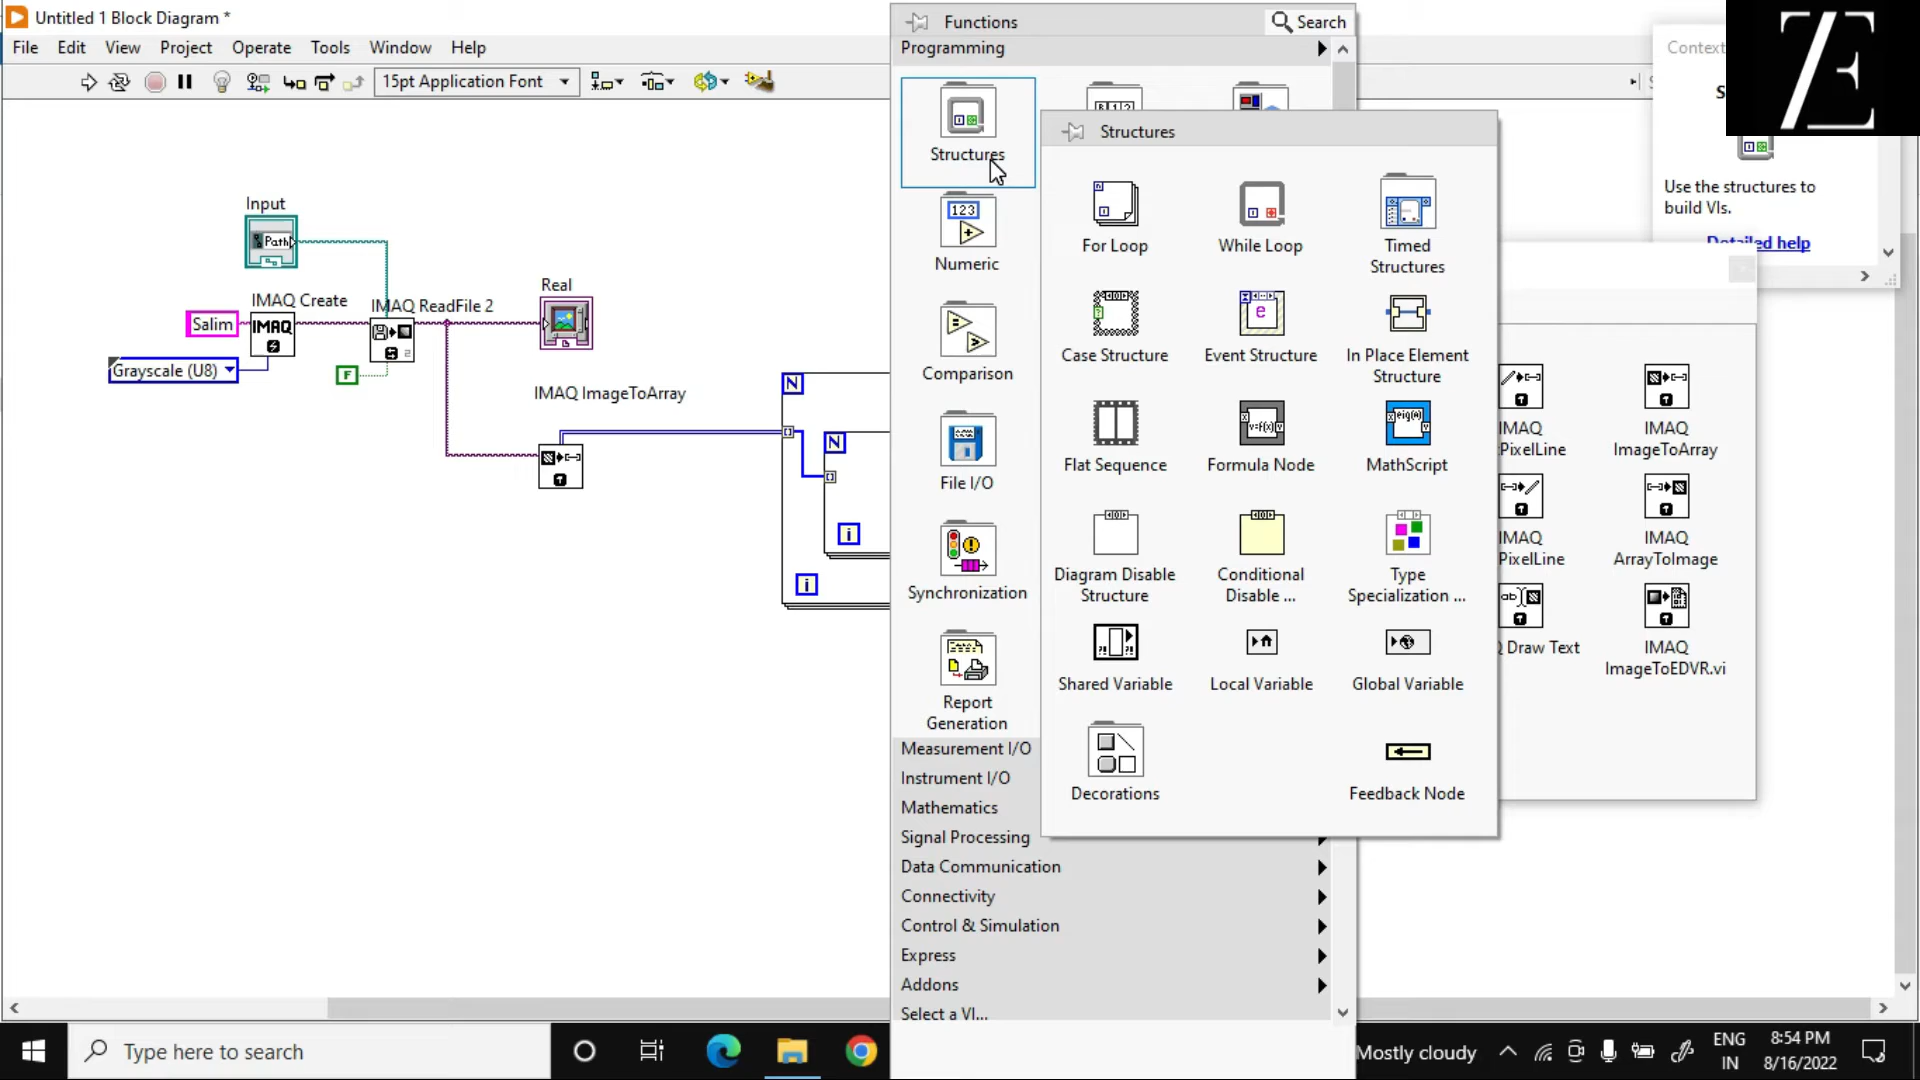 Untitled 1 Block Diagram *
File Edit View Project Operate Tools Window Help
15pt Application Font
Functions
Search
Programming
Structures
Numeric
Comparison
File I/O
Synchronization
Report
Generation
Measurement I/O
Instrument I/O
Mathematics
Signal Processing
Data Communication
Connectivity
Control & Simulation
Express
Addons
Select a VI...
Structures
For Loop
While Loop
Timed
Structures
Case Structure
Event Structure
In Place Element
Structure
Flat Sequence
Formula Node
MathScript
Diagram Disable
Structure
Conditional
Disable ...
Type
Specialization ...
Shared Variable
Local Variable
Global Variable
Decorations
Feedback Node
Context
Use the structures to
build VIs.
Detailed help
PixelLine
IMAQ
ImageToArray
PixelLine
IMAQ
ArrayToImage
Draw Text
IMAQ
ImageToEDVR.vi
Input
Path
IMAQ Create
IMAQ ReadFile 2
Real
Salim
IMAQ
Grayscale (U8)
F
IMAQ ImageToArray
N
N
i
i
123
Type here to search
Mostly cloudy
ENG
IN
8:54 PM
8/16/2022